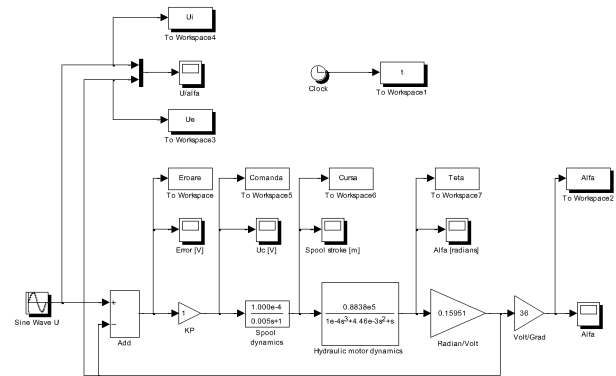 Ui
To Workspace4
U/alfa
Ue
To Workspace3
Clock
t
To Workspace1
Eroare
To Workspace
Comanda
To Workspace5
Cursa
To Workspace6
Teta
To Workspace7
Alfa
To Workspace2
Error [V]
Uc [V]
Spool stroke [m]
Alfa [radians]
Sine Wave U
+
−
Add
1
KP
1.000e-4
0.005s+1
Spool
dynamics
0.8838e5
1e-4s³+4.46e-3s²+s
Hydraulic motor dynamics
0.15951
Radian/Volt
36
Volt/Grad
Alfa